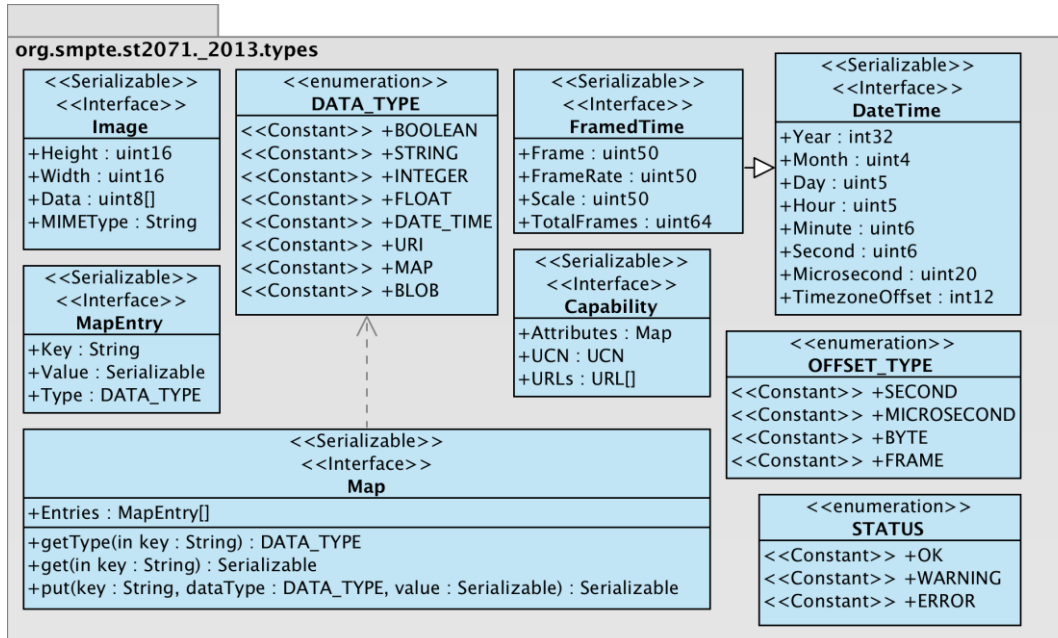 org.smpte.st2071._2013.types
<<Serializable>>
<<Interface>>
Image
+Height : uint16
+Width : uint16
+Data : uint8[]
+MIMEType : String
<<enumeration>>
DATA_TYPE
<<Constant>> +BOOLEAN
<<Constant>> +STRING
<<Constant>> +INTEGER
<<Constant>> +FLOAT
<<Constant>> +DATE_TIME
<<Constant>> +URI
<<Constant>> +MAP
<<Constant>> +BLOB
<<Serializable>>
<<Interface>>
FramedTime
+Frame : uint50
+FrameRate : uint50
+Scale : uint50
+TotalFrames : uint64
<<Serializable>>
<<Interface>>
DateTime
+Year : int32
+Month : uint4
+Day : uint5
+Hour : uint5
+Minute : uint6
+Second : uint6
+Microsecond : uint20
+TimezoneOffset : int12
<<Serializable>>
<<Interface>>
MapEntry
+Key : String
+Value : Serializable
+Type : DATA_TYPE
<<Serializable>>
<<Interface>>
Capability
+Attributes : Map
+UCN : UCN
+URLs : URL[]
<<enumeration>>
OFFSET_TYPE
<<Constant>> +SECOND
<<Constant>> +MICROSECOND
<<Constant>> +BYTE
<<Constant>> +FRAME
<<Serializable>>
<<Interface>>
Map
+Entries : MapEntry[]
+getType(in key : String) : DATA_TYPE
+get(in key : String) : Serializable
+put(key : String, dataType : DATA_TYPE, value : Serializable) : Serializable
<<enumeration>>
STATUS
<<Constant>> +OK
<<Constant>> +WARNING
<<Constant>> +ERROR